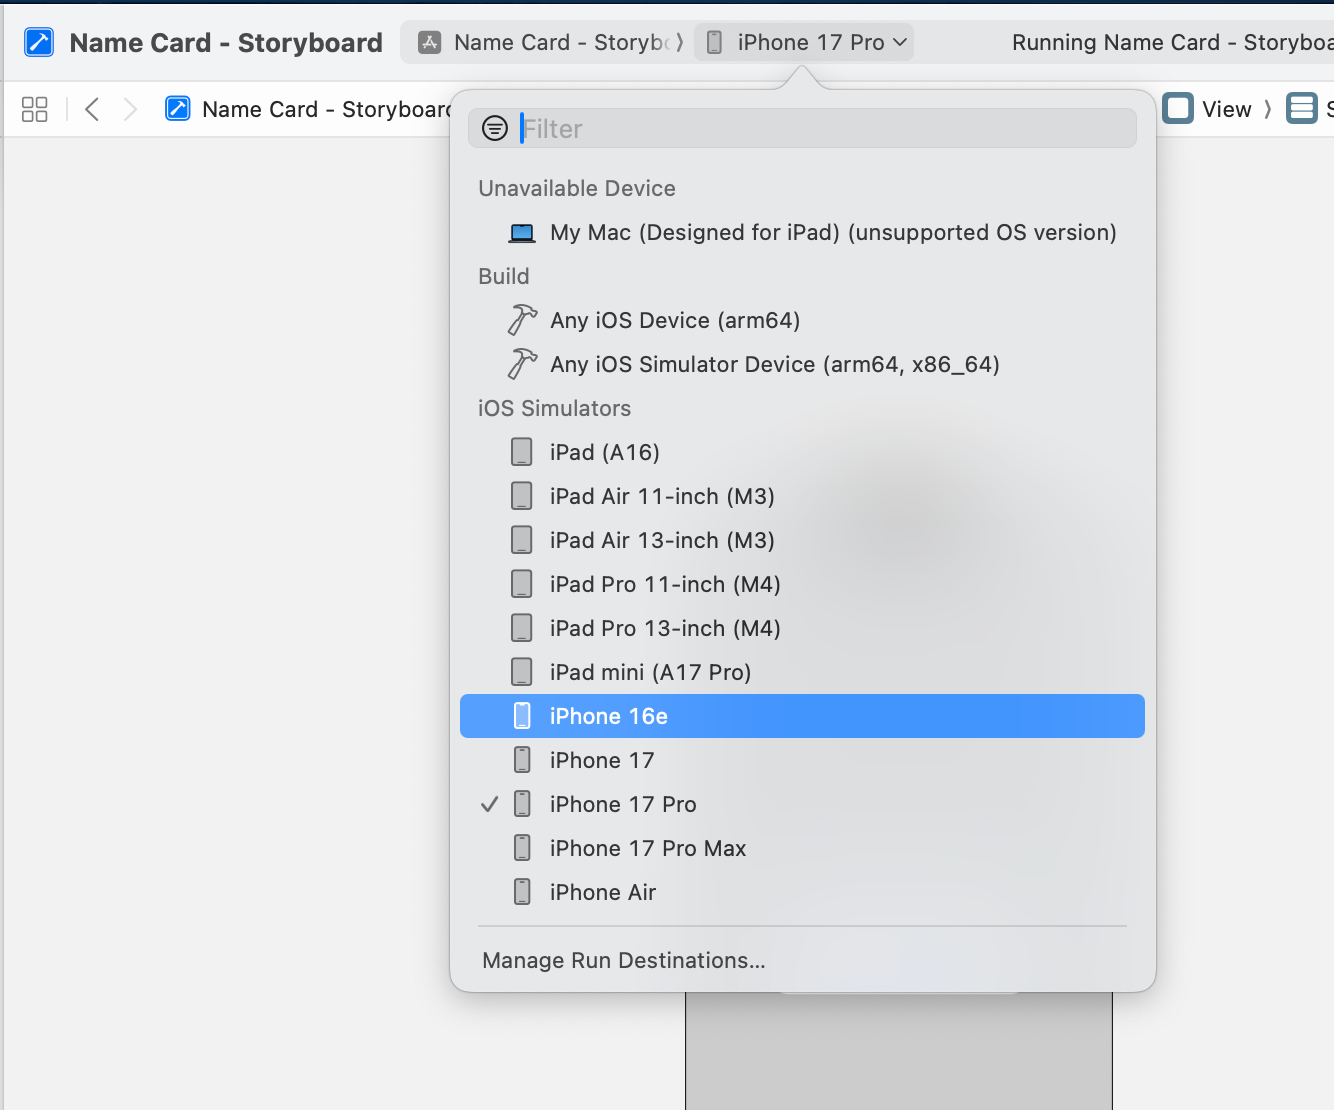 Name Card - Storyboard
Name Card - Storyb
iPhone 17 Pro
Running Name Card - Storyboa
Name Card - Storyboard
View
S
Filter
Unavailable Device
My Mac (Designed for iPad) (unsupported OS version)
Build
Any iOS Device (arm64)
Any iOS Simulator Device (arm64, x86_64)
iOS Simulators
iPad (A16)
iPad Air 11-inch (M3)
iPad Air 13-inch (M3)
iPad Pro 11-inch (M4)
iPad Pro 13-inch (M4)
iPad mini (A17 Pro)
iPhone 16e
iPhone 17
iPhone 17 Pro
iPhone 17 Pro Max
iPhone Air
Manage Run Destinations...